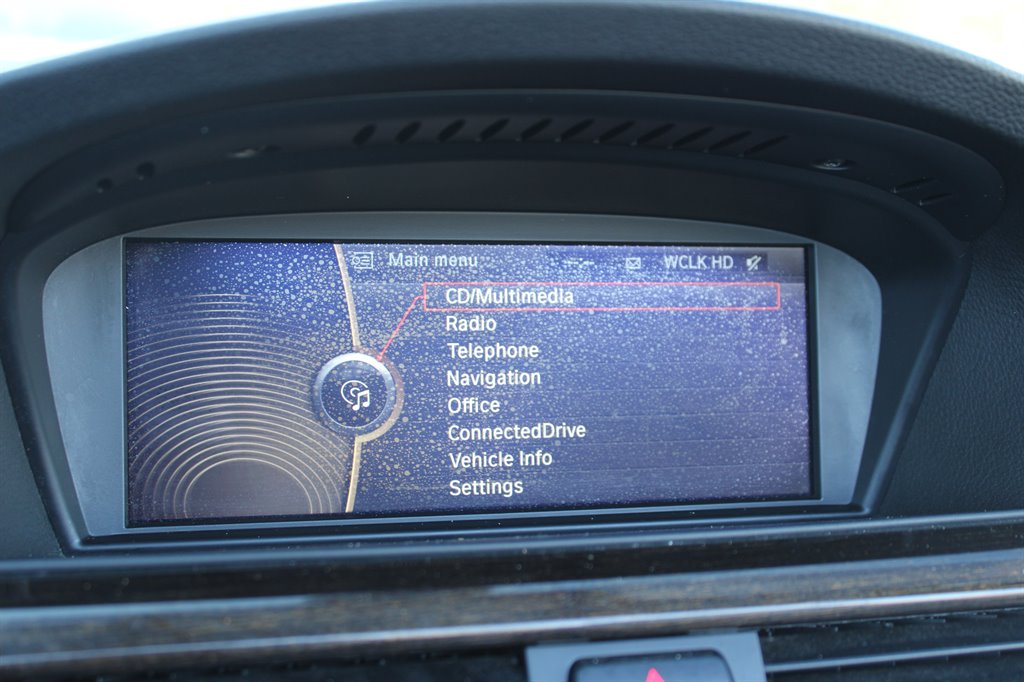 Main menu WCLK HD
CD/Multimedia
Radio
Telephone
Navigation
Office
ConnectedDrive
Vehicle Info
Settings